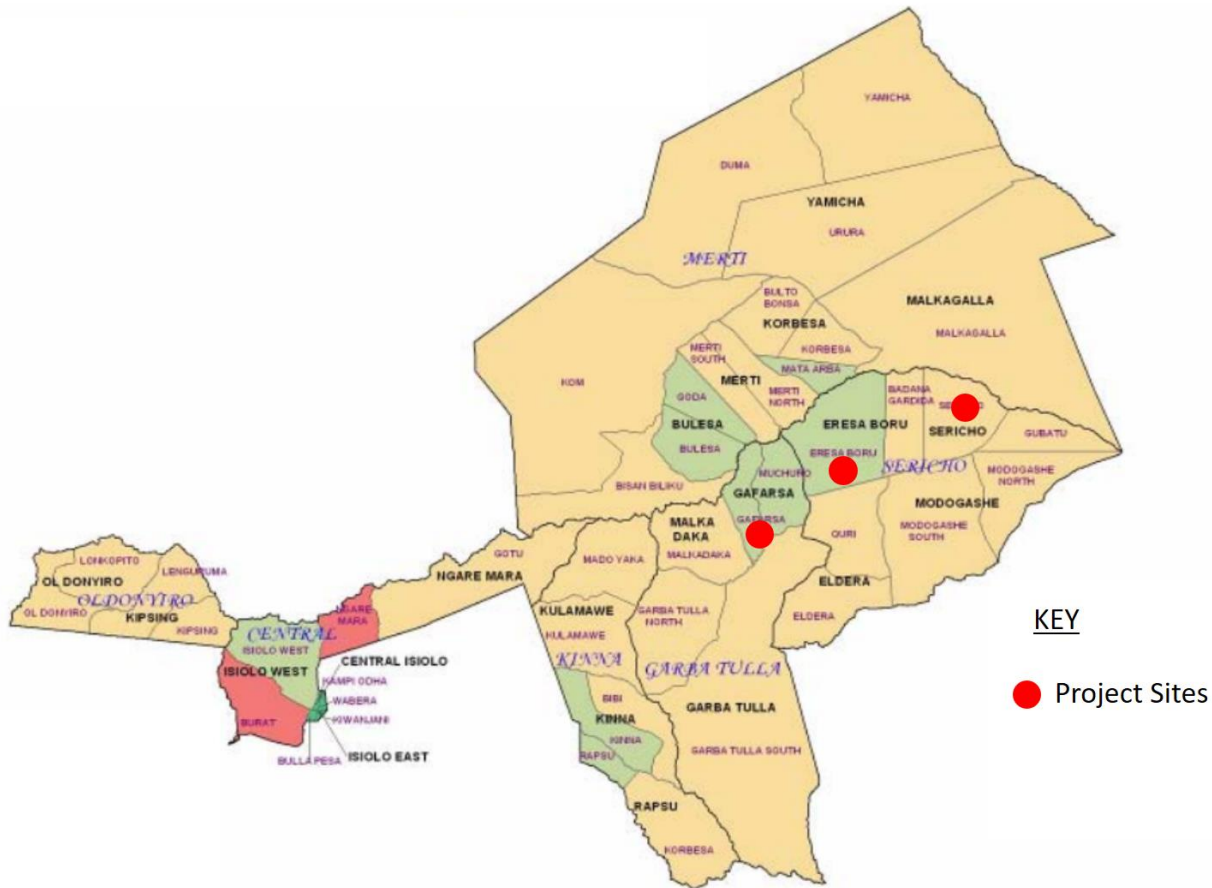 YAMICHA
DUMA
YAMICHA
URURA
MERTI
BULTO
BONSA
MALKAGALLA
KORBESA
MALKAGALLA
MERTI
SOUTH
KORBESA
MATA ARBA
KOM
MERTI
MERTI
NORTH
BADANA
GARDIDA
GODA
BULESA
ERESA BORU
SERICHO
GUBATU
BULESA
ERESA BORU
SERICHO
MUCHURO
MODOGASHE
NORTH
BISAN BILIKU
GAFARSA
MODOGASHE
GAFARSA
MALKA
DAKA
MALKADAKA
QURI
MODOGASHE
SOUTH
GOTU
MADO YAKA
NGARE MARA
LONKOPITO
LENGURUMA
OL DONYIRO
OLDONYIRO
OL DONYIRO
KIPSING
KIPSING
ELDERA
ELDERA
KULAMAWE
GARBA TULLA
NORTH
KULAMAWE
KINNA
GARBA TULLA
NGARE
MARA
CENTRAL
ISIOLO WEST
ISIOLO WEST
CENTRAL ISIOLO
KAMPI ODHA
WABERA
KIWANJANI
BURAT
BULLA PESA
ISIOLO EAST
BIBI
KINNA
KINNA
RAPSU
GARBA TULLA
GARBA TULLA SOUTH
RAPSU
KORBESA
KEY
Project Sites